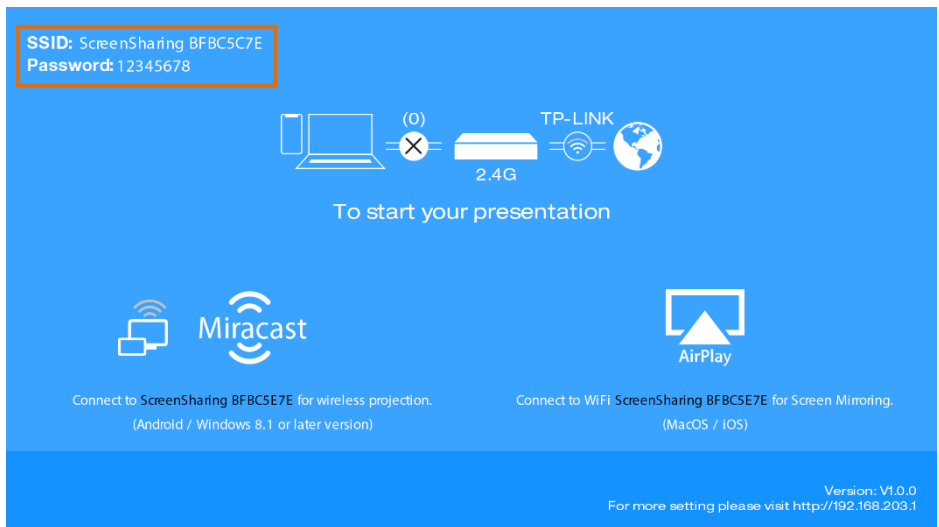 SSID: ScreenSharing BFBC5C7E
Password: 12345678
(0)
TP-LINK
2.4G
To start your presentation
Miracast
AirPlay
Connect to ScreenSharing BFBC5E7E for wireless projection.
(Android / Windows 8.1 or later version)
Connect to WiFi ScreenSharing BFBC5E7E for Screen Mirroring.
(MacOS / iOS)
Version: V1.0.0
For more setting please visit http://192.168.203.1